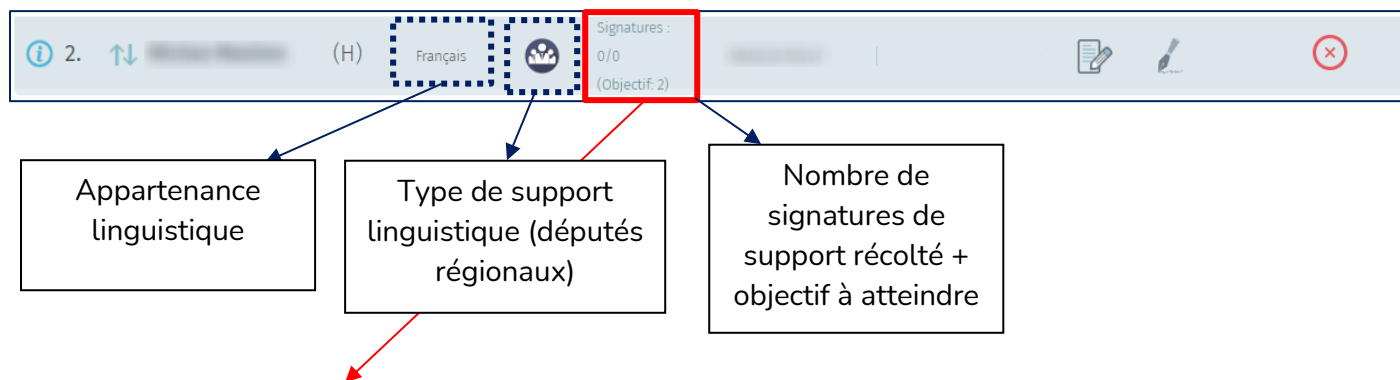 2.
(H)
Français
Signatures :
0/0
(Objectif: 2)
Appartenance
linguistique
Type de support
linguistique (députés
régionaux)
Nombre de
signatures de
support récolté +
objectif à atteindre